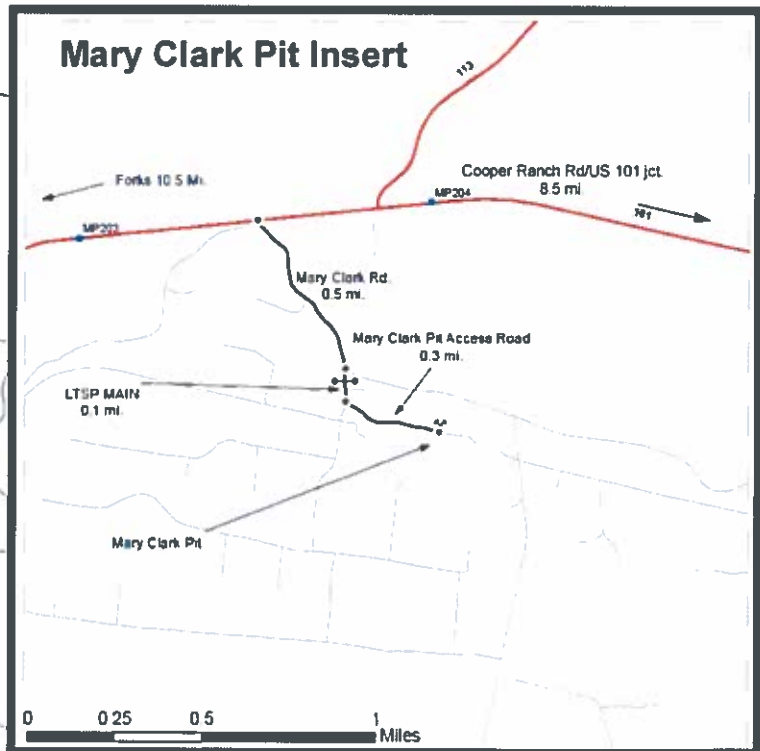 Mary Clark Pit Insert
113
Forks 10.5 Mi.
Cooper Ranch Rd/US 101 jct.
8.5 mi.
MP204
101
MP203
Mary Clark Rd.
0.5 mi.
Mary Clark Pit Access Road
0.3 mi.
LTSP MAIN
0.1 mi.
Mary Clark Pit
0 0.25 0.5 1
Miles